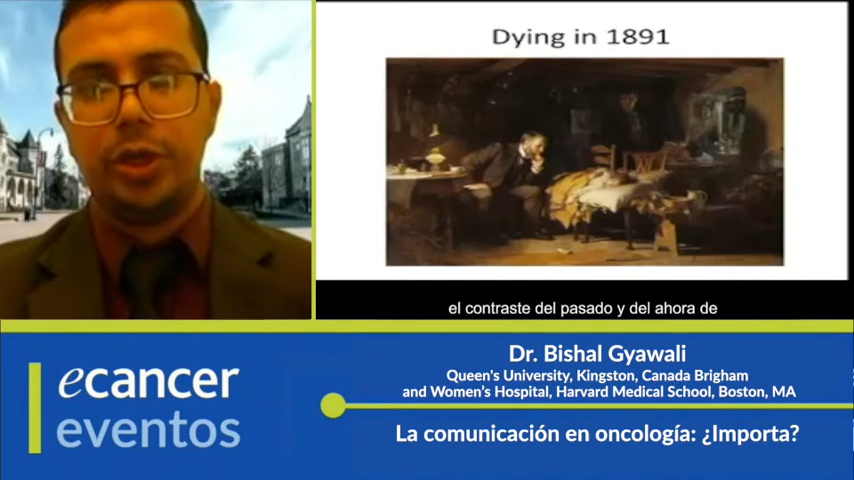 Dying in 1891
el contraste del pasado y del ahora de
ecancer
eventos
Dr. Bishal Gyawali
Queen's University, Kingston, Canada Brigham
and Women's Hospital, Harvard Medical School, Boston, MA
La comunicación en oncología: ¿Importa?